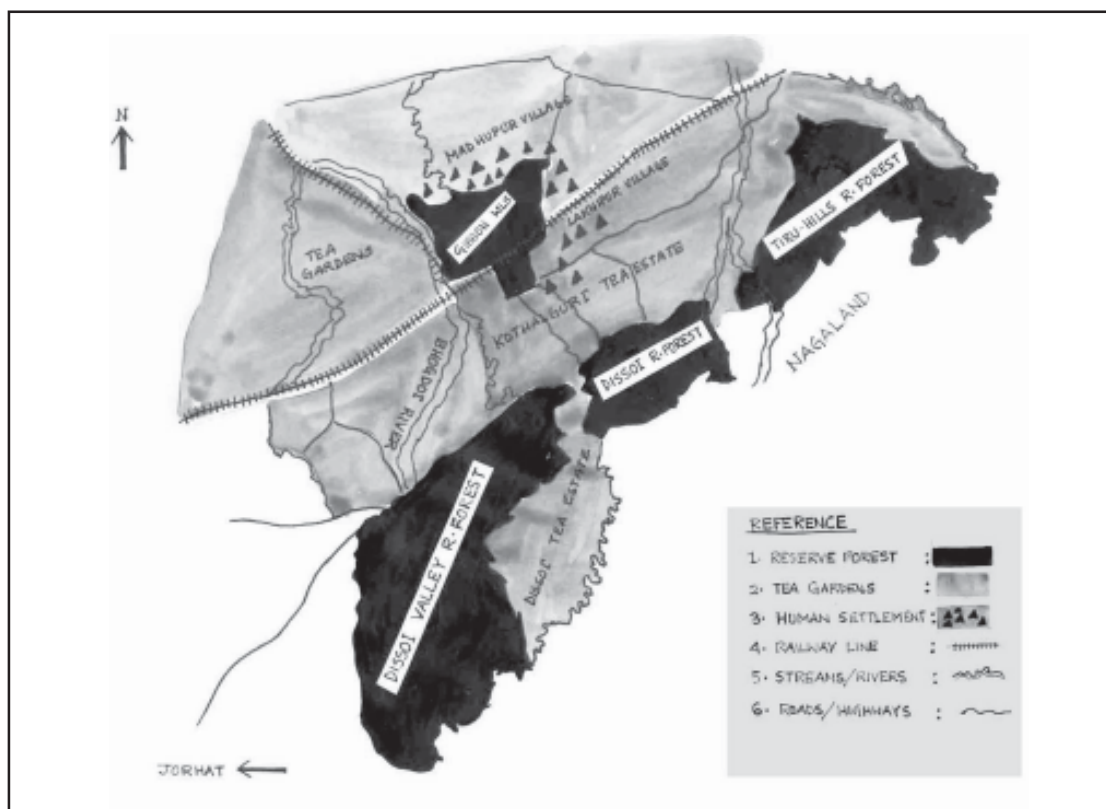 N
MADHUPUR VILLAGE
LAKHIPUR VILLAGE
GIBBON WLS
TIRU-HILLS R. FOREST
TEA
GARDENS
KOTHALGURI TEA ESTATE
NAGALAND
BHOGDOI RIVER
DISSOI R. FOREST
DISSOI VALLEY R. FOREST
DISSOI TEA ESTATE
REFERENCE
1. RESERVE FOREST :
2. TEA GARDENS :
3. HUMAN SETTLEMENT :
4. RAILWAY LINE :
5. STREAMS/RIVERS :
6. ROADS/HIGHWAYS :
JORHAT